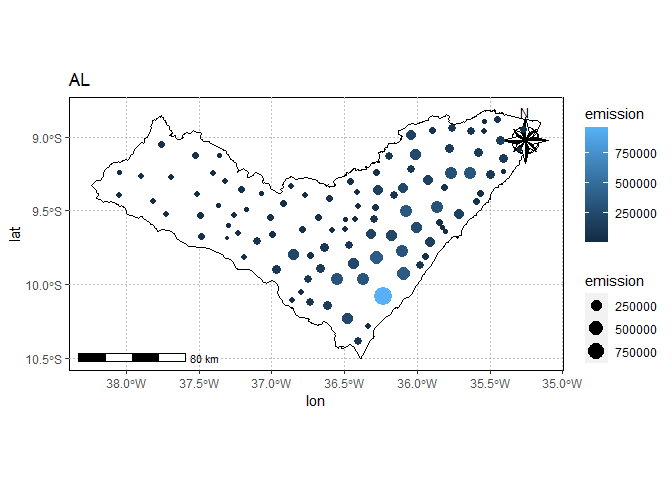 AL
N
emission
750000
500000
250000
emission
250000
500000
750000
9.0°S
9.5°S
10.0°S
10.5°S
lat
80 km
38.0°W
37.5°W
37.0°W
36.5°W
36.0°W
35.5°W
35.0°W
lon